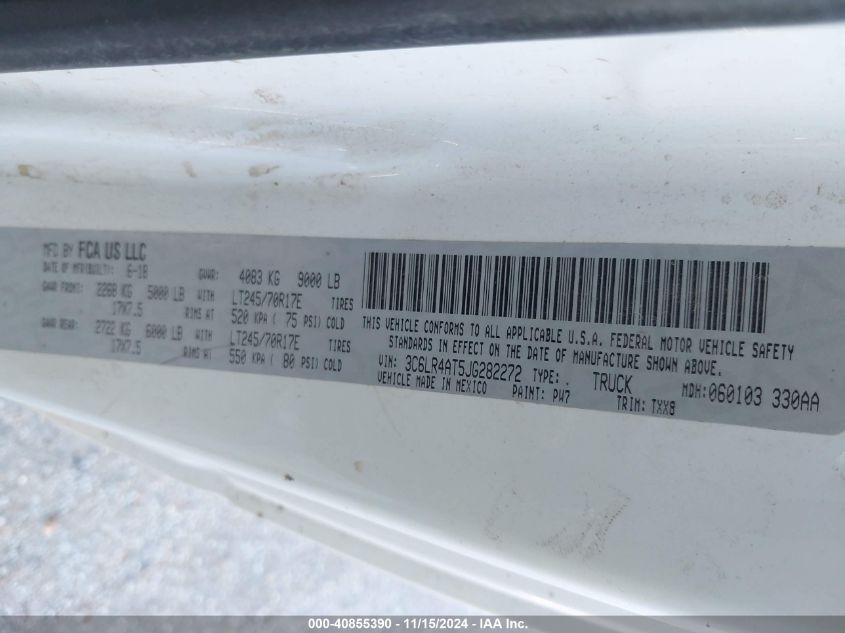 MFD BY FCA US LLC
DATE OF MFR(BUILT): 6-18 GVWR: 4083 KG 9000 LB
GAWR FRONT: 2268 KG 5000 LB WITH LT245/70R17E TIRES
17X7.5 RIMS AT 520 KPA ( 75 PSI) COLD
GAWR REAR: 2722 KG 6000 LB WITH LT245/70R17E TIRES
17X7.5 RIMS AT 550 KPA ( 80 PSI) COLD
THIS VEHICLE CONFORMS TO ALL APPLICABLE U.S.A. FEDERAL MOTOR VEHICLE SAFETY
STANDARDS IN EFFECT ON THE DATE OF MANUFACTURE SHOWN ABOVE.
VIN: 3C6LR4AT5JG282272 TYPE: . TRUCK MDH:060103 330AA
VEHICLE MADE IN MEXICO PAINT: PW7 TRIM: TXX8
000-40855390 - 11/15/2024 - IAA Inc.